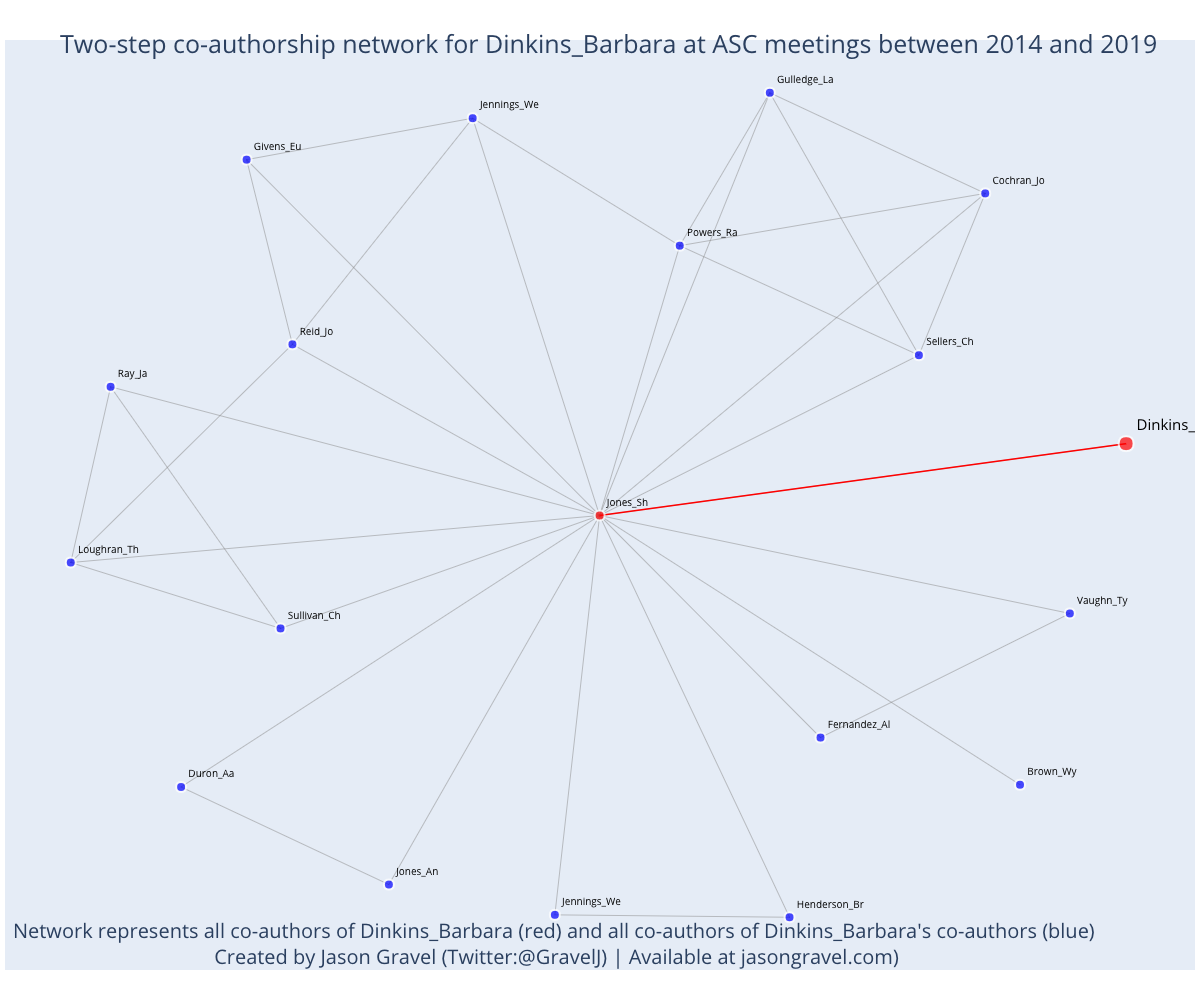 Two-step co-authorship network for Dinkins_Barbara at ASC meetings between 2014 and 2019
Gulledge_La
Jennings_We
Givens_Eu
Cochran_Jo
Powers_Ra
Reid_Jo
Sellers_Ch
Ray_Ja
Dinkins_
Jones_Sh
Loughran_Th
Vaughn_Ty
Sullivan_Ch
Fernandez_Al
Brown_Wy
Duron_Aa
Jones_An
Jennings_We
Henderson_Br
Network represents all co-authors of Dinkins_Barbara (red) and all co-authors of Dinkins_Barbara's co-authors (blue)
Created by Jason Gravel (Twitter:@GravelJ) | Available at jasongravel.com)